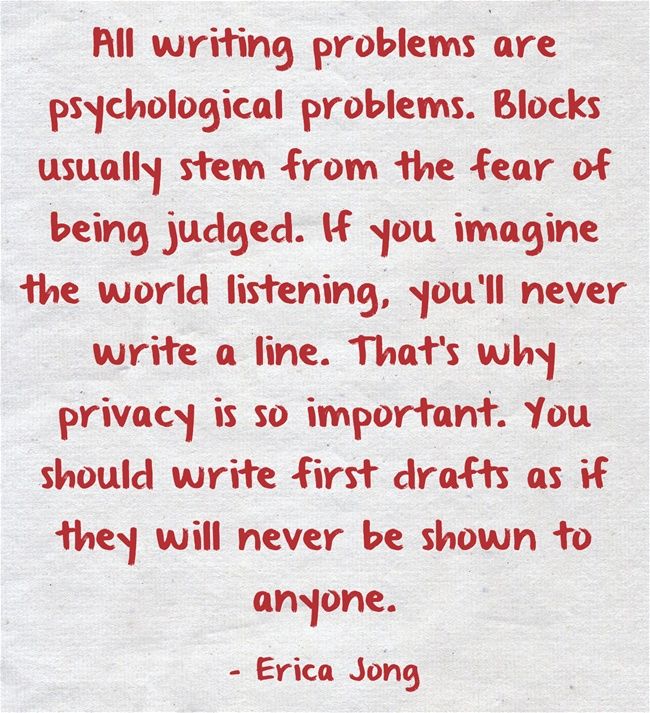 All writing problems are
psychological problems. Blocks
usually stem from the fear of
being judged. If you imagine
the world listening, you'll never
write a line. That's why
privacy is so important. You
should write first drafts as if
they will never be shown to
anyone.
- Erica Jong